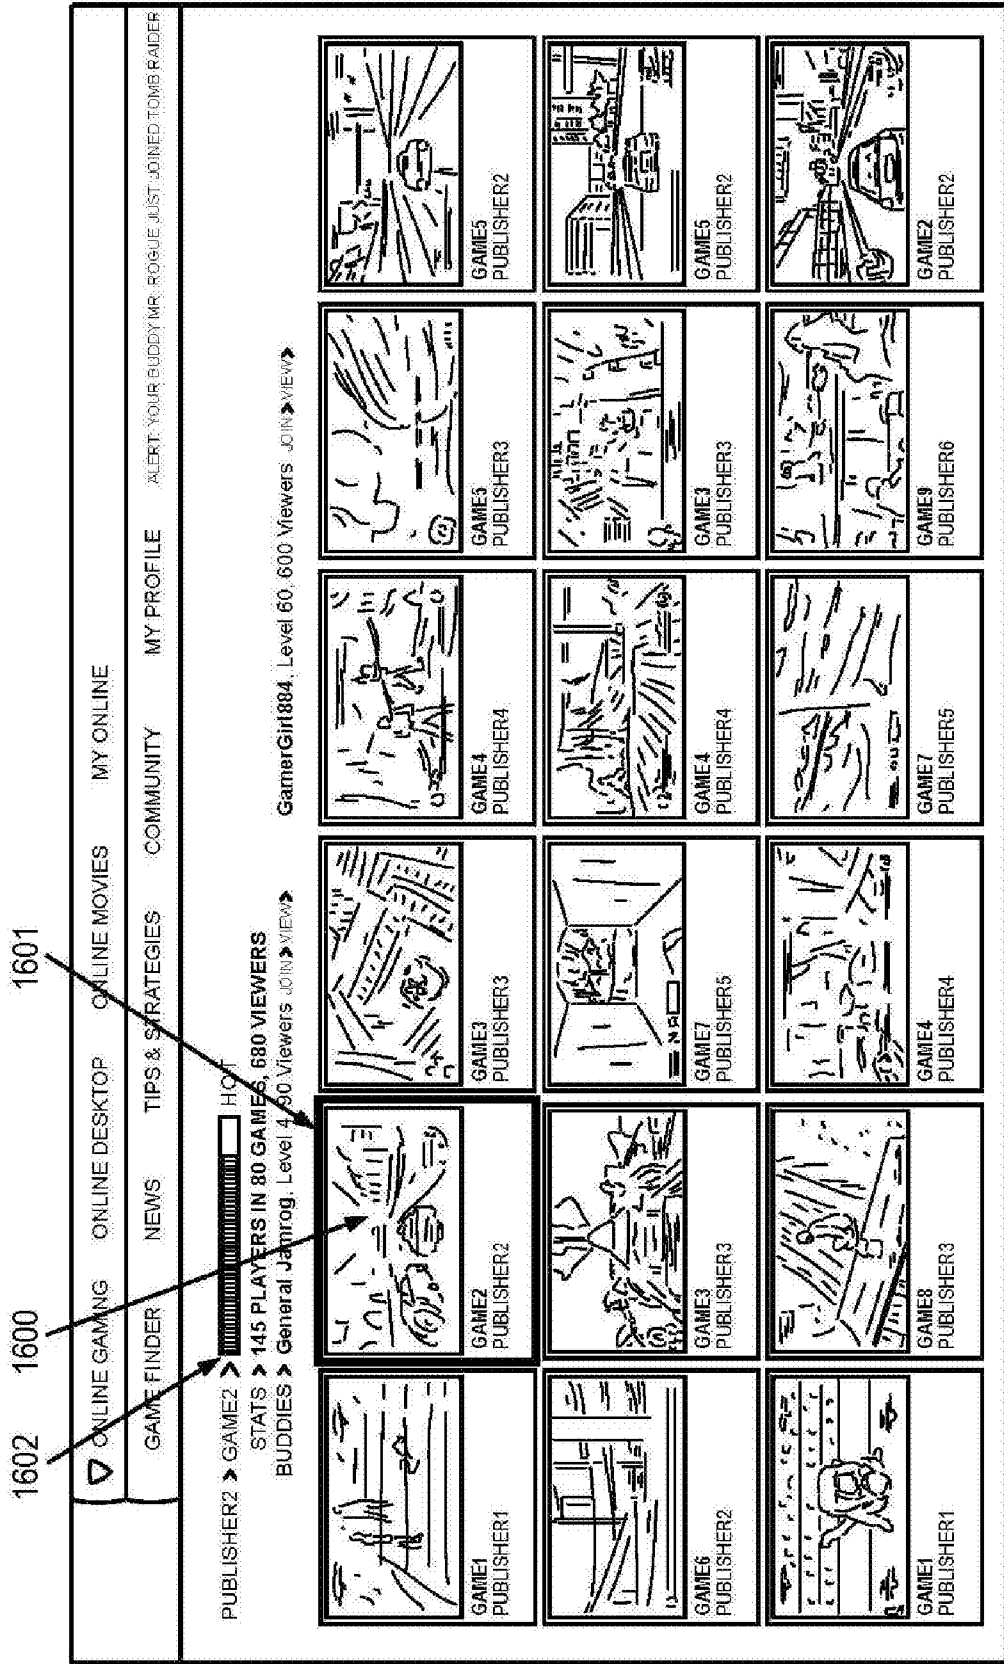 1602
1600
1601
ONLINE GAMING ONLINE DESKTOP ONLINE MOVIES MY ONLINE
GAME FINDER NEWS TIPS & STRATEGIES COMMUNITY MY PROFILE ALERT: YOUR BUDDY MR. ROGUE JUST JOINED TOMB RAIDER
PUBLISHER2 > GAME2 > HOT
STATS > 145 PLAYERS IN 80 GAMES, 680 VIEWERS
BUDDIES > General Jamrog, Level 4, 90 Viewers JOIN > VIEW > GamerGirl884, Level 60, 600 Viewers JOIN > VIEW >
GAME1 GAME2 GAME3 GAME4 GAME5 GAME5
PUBLISHER1 PUBLISHER2 PUBLISHER3 PUBLISHER4 PUBLISHER3 PUBLISHER2
GAME6 GAME3 GAME7 GAME4 GAME3 GAME5
PUBLISHER2 PUBLISHER3 PUBLISHER5 PUBLISHER4 PUBLISHER3 PUBLISHER2
GAME1 GAME8 GAME4 GAME7 GAME9 GAME2
PUBLISHER1 PUBLISHER3 PUBLISHER4 PUBLISHER5 PUBLISHER6 PUBLISHER2